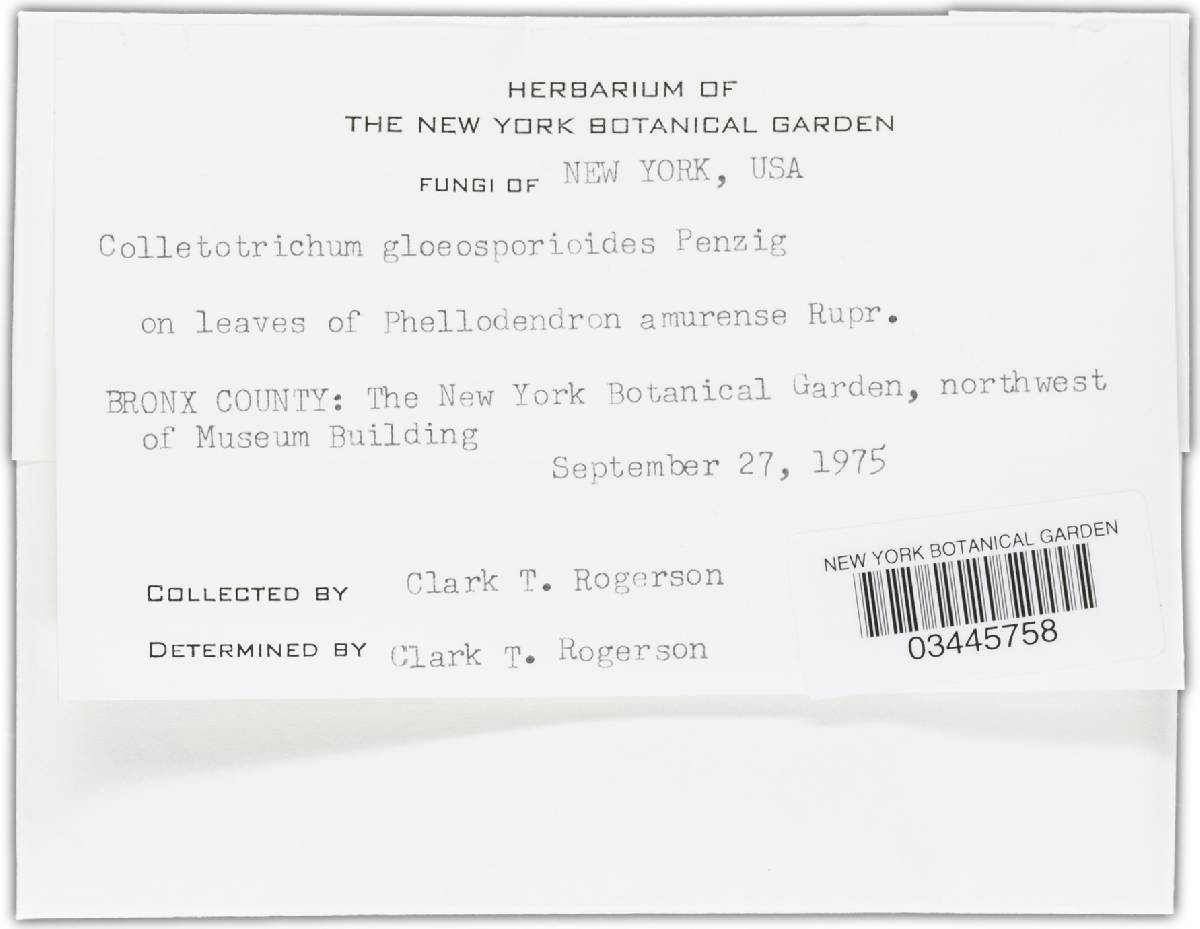 HERBARIUM OF
THE NEW YORK BOTANICAL GARDEN
FUNGI OF NEW YORK, USA
Colletotrichum gloeosporioides Penzig
on leaves of Phellodendron amurense Rupr.
BRONX COUNTY: The New York Botanical Garden, northwest
of Museum Building
September 27, 1975
COLLECTED BY Clark T. Rogerson
DETERMINED BY Clark T. Rogerson
NEW YORK BOTANICAL GARDEN
03445758